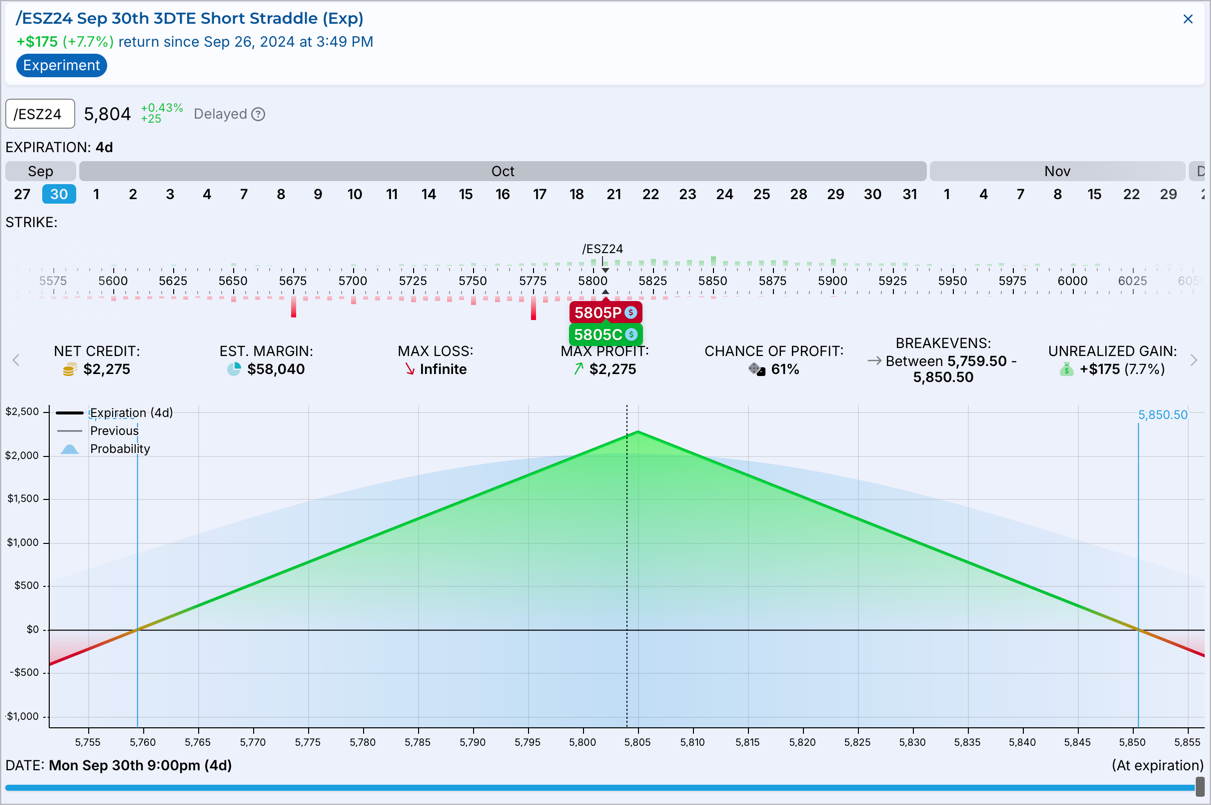 /ESZ24 Sep 30th 3DTE Short Straddle (Exp)
+$175 (+7.7%) return since Sep 26, 2024 at 3:49 PM
Experiment
/ESZ24 5,804 +0.43% +25 Delayed ?
EXPIRATION: 4d
Sep Oct Nov D
27 30 1 2 3 4 7 8 9 10 11 14 15 16 17 18 21 22 23 24 25 28 29 30 31 1 4 7 8 15 22 29 2
STRIKE:
/ESZ24
5575 5600 5625 5650 5675 5700 5725 5750 5775 5800 5825 5850 5875 5900 5925 5950 5975 6000 6025
5805P $
5805C $
NET CREDIT: EST. MARGIN: MAX LOSS: MAX PROFIT: CHANCE OF PROFIT: BREAKEVENS: UNREALIZED GAIN:
$2,275 $58,040 Infinite $2,275 61% Between 5,759.50 - 5,850.50 +$175 (7.7%)
Expiration (4d)
Previous
Probability
5,850.50
$2,500
$2,000
$1,500
$1,000
$500
$0
-$500
-$1,000
5,755 5,760 5,765 5,770 5,775 5,780 5,785 5,790 5,795 5,800 5,805 5,810 5,815 5,820 5,825 5,830 5,835 5,840 5,845 5,850 5,855
DATE: Mon Sep 30th 9:00pm (4d) (At expiration)